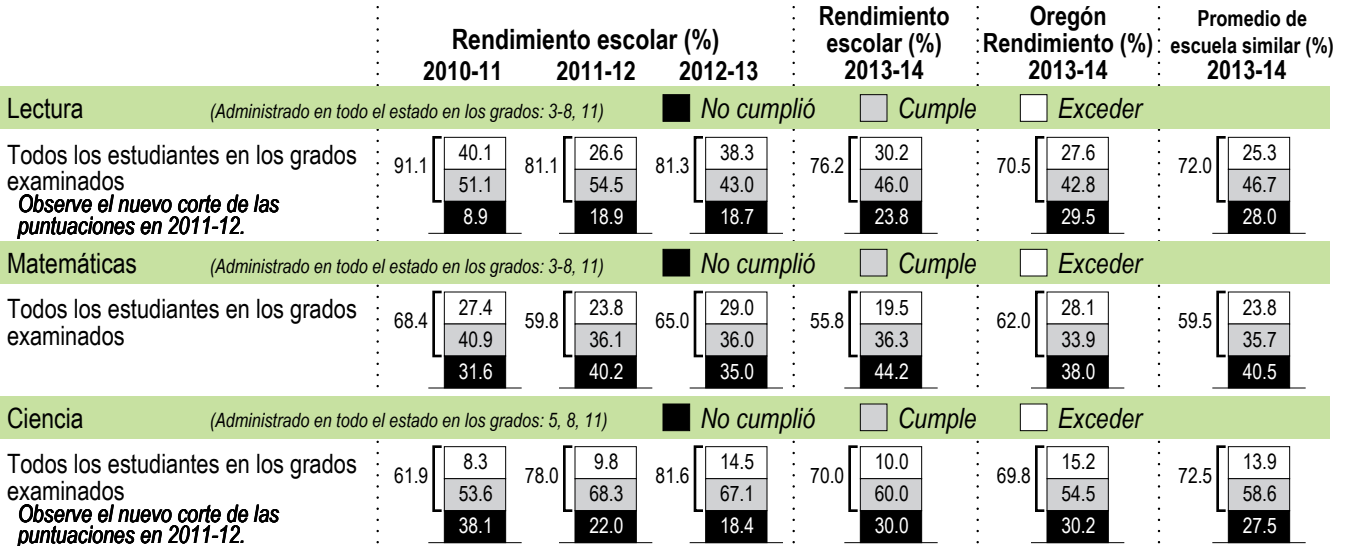 Rendimiento escolar (%)
2010-11 2011-12 2012-13
Rendimiento
escolar (%)
2013-14
Oregón
Rendimiento (%)
2013-14
Promedio de
escuela similar (%)
2013-14
Lectura (Administrado en todo el estado en los grados: 3-8, 11) No cumplió Cumple Exceder
Todos los estudiantes en los grados
examinados
Observe el nuevo corte de las
puntuaciones en 2011-12.
91.1 40.1 51.1 8.9
81.1 26.6 54.5 18.9
81.3 38.3 43.0 18.7
76.2 30.2 46.0 23.8
70.5 27.6 42.8 29.5
72.0 25.3 46.7 28.0
Matemáticas (Administrado en todo el estado en los grados: 3-8, 11) No cumplió Cumple Exceder
Todos los estudiantes en los grados
examinados
68.4 27.4 40.9 31.6
59.8 23.8 36.1 40.2
65.0 29.0 36.0 35.0
55.8 19.5 36.3 44.2
62.0 28.1 33.9 38.0
59.5 23.8 35.7 40.5
Ciencia (Administrado en todo el estado en los grados: 5, 8, 11) No cumplió Cumple Exceder
Todos los estudiantes en los grados
examinados
Observe el nuevo corte de las
puntuaciones en 2011-12.
61.9 8.3 53.6 38.1
78.0 9.8 68.3 22.0
81.6 14.5 67.1 18.4
70.0 10.0 60.0 30.0
69.8 15.2 54.5 30.2
72.5 13.9 58.6 27.5